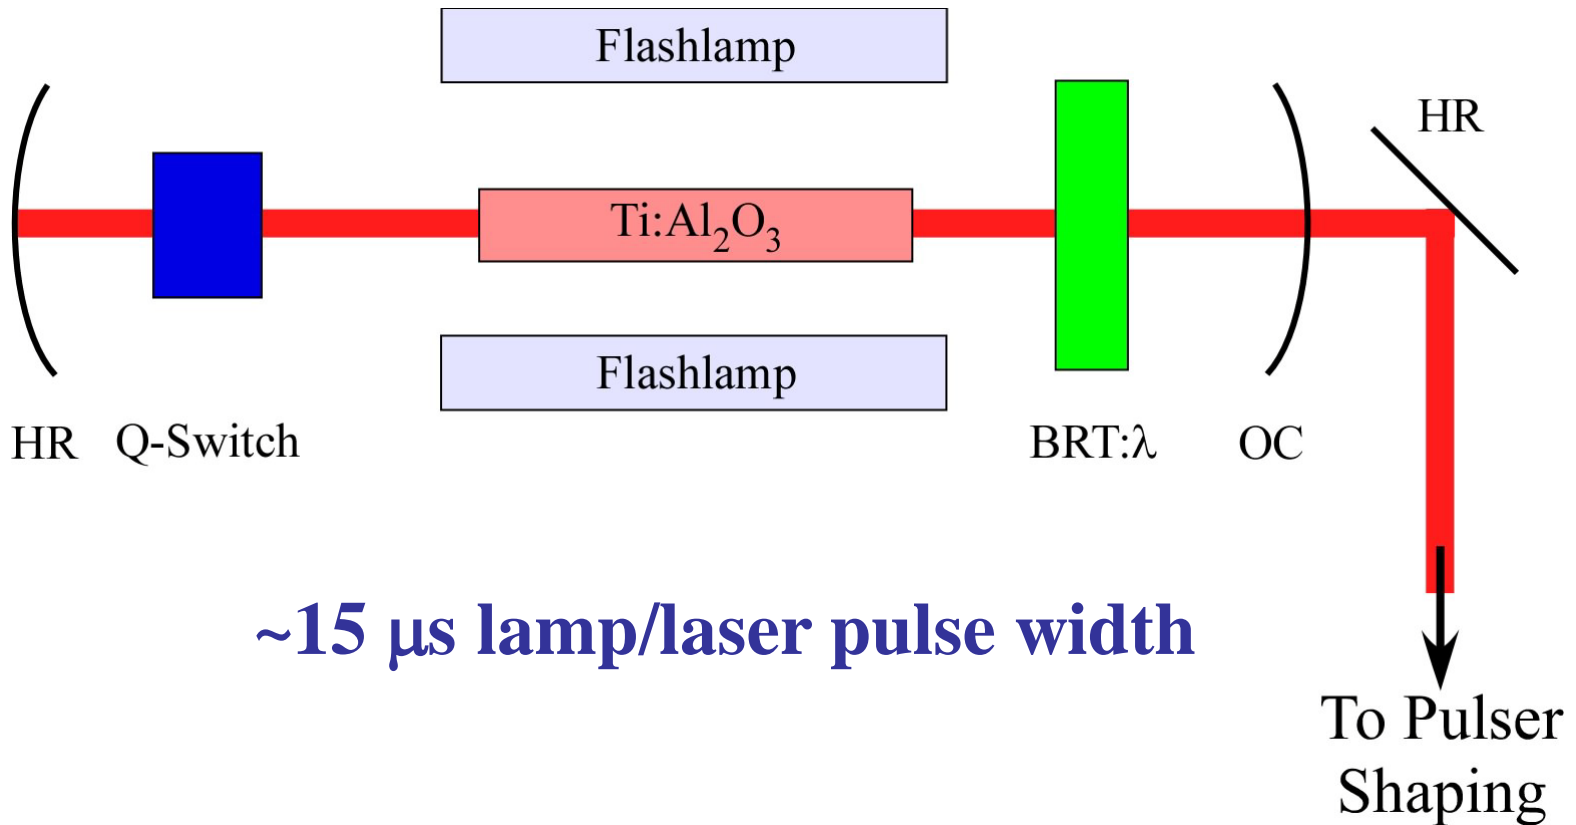 Flashlamp
HR
Ti:Al₂O₃
Flashlamp
HR Q-Switch BRT:λ OC
~15 μs lamp/laser pulse width
To Pulser
Shaping